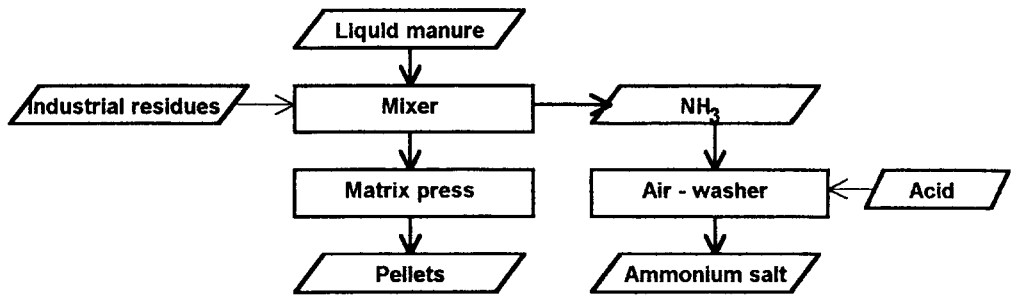 Liquid manure
Industrial residues
Mixer
NH3
Matrix press
Air - washer
Acid
Pellets
Ammonium salt